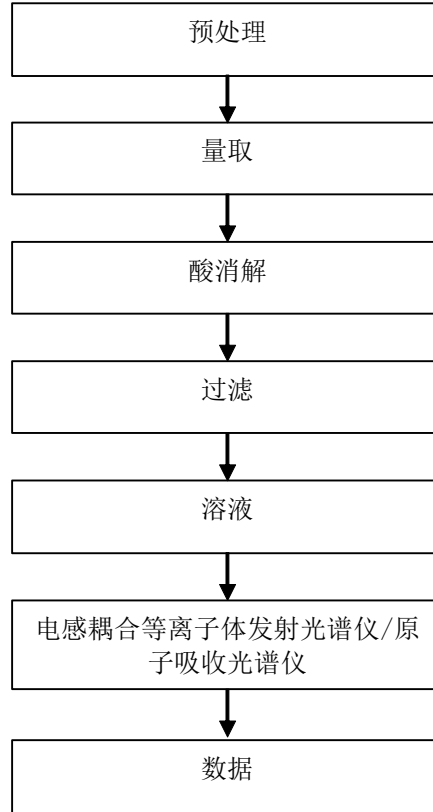 预处理
量取
酸消解
过滤
溶液
电感耦合等离子体发射光谱仪/原
子吸收光谱仪
数据